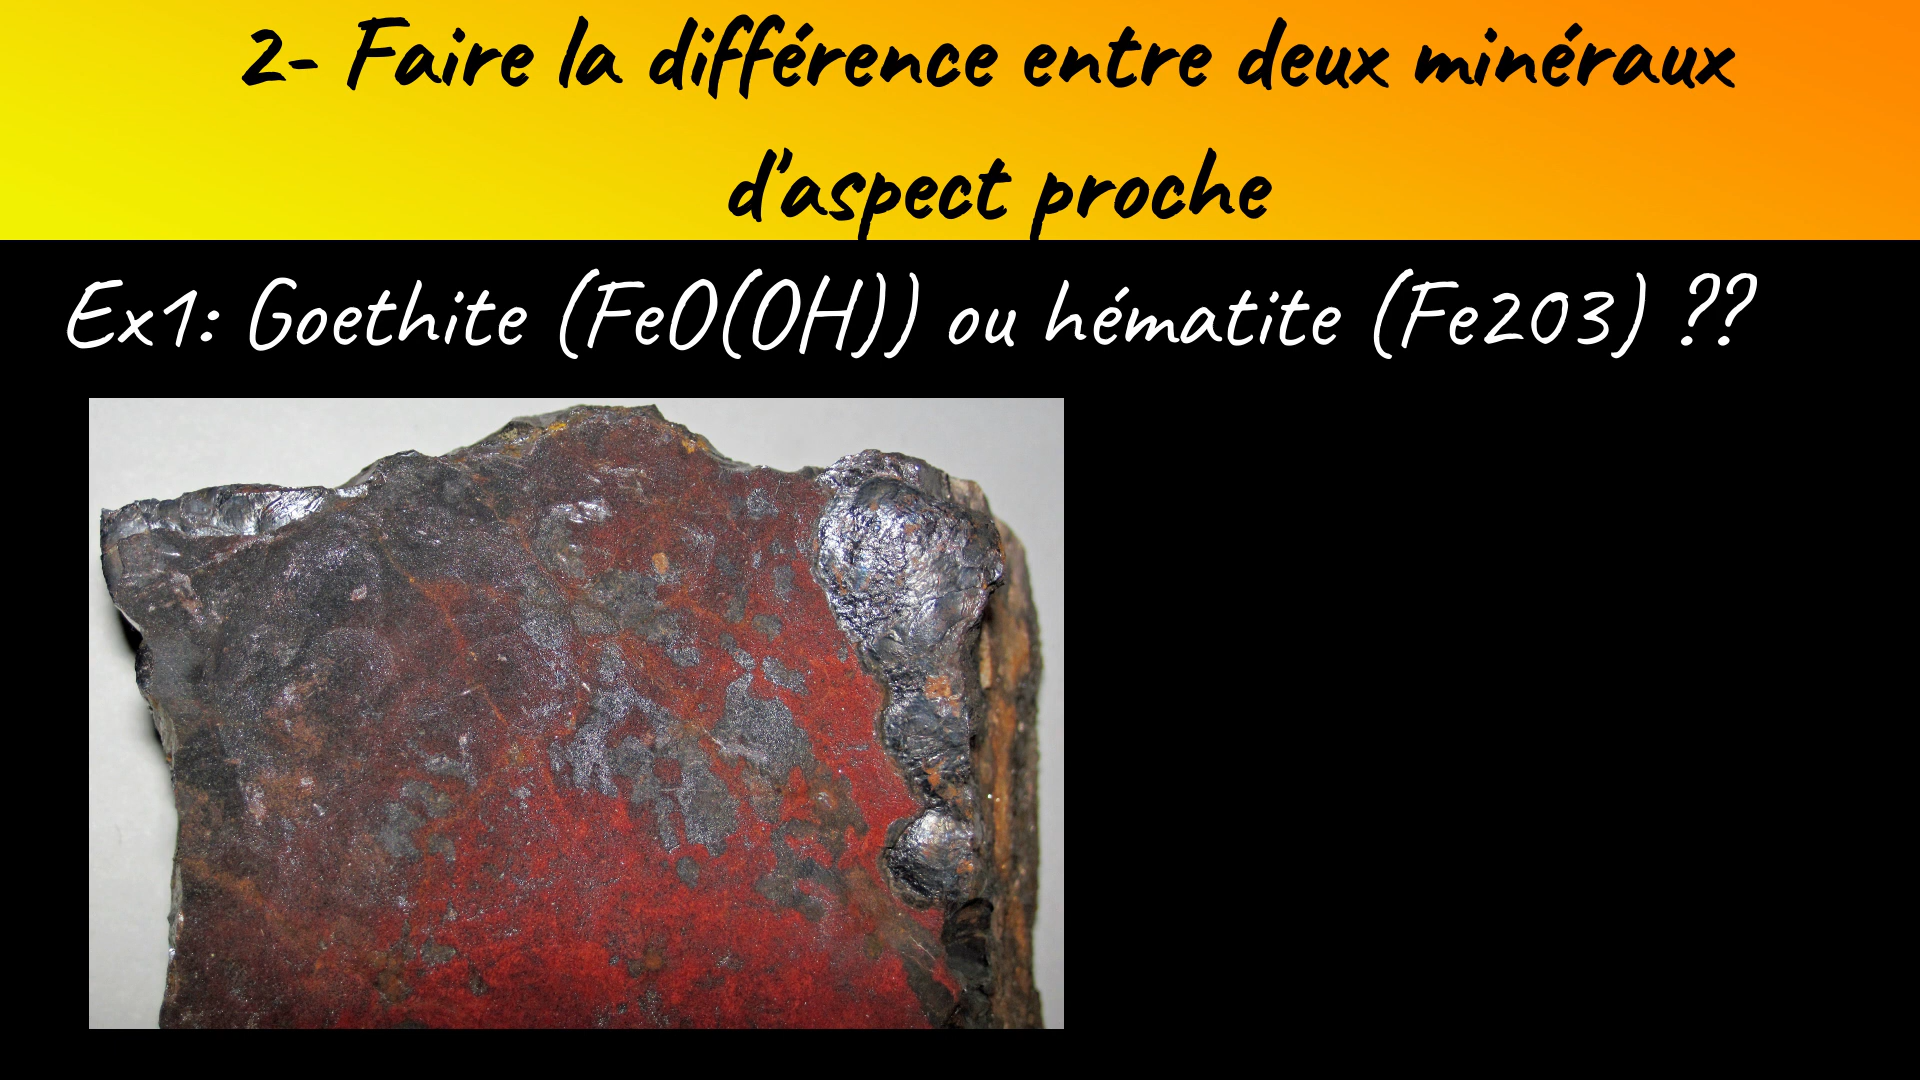 2- Faire la différence entre deux minéraux
d'aspect proche
Ex1: Goethite (FeO(OH)) ou hématite (Fe2O3) ??